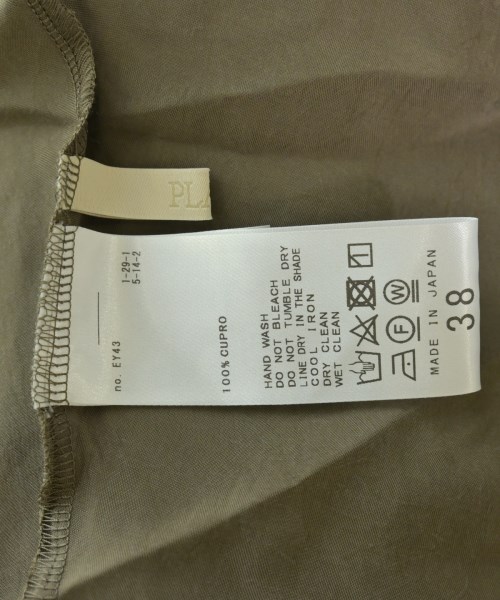 PL
1-29-1
5-14-2
no. EY43
100% CUPRO
HAND WASH
DO NOT BLEACH
DO NOT TUMBLE DRY
LINE DRY IN THE SHADE
COOL IRON
DRY CLEAN
WET CLEAN
F W
MADE IN JAPAN
38